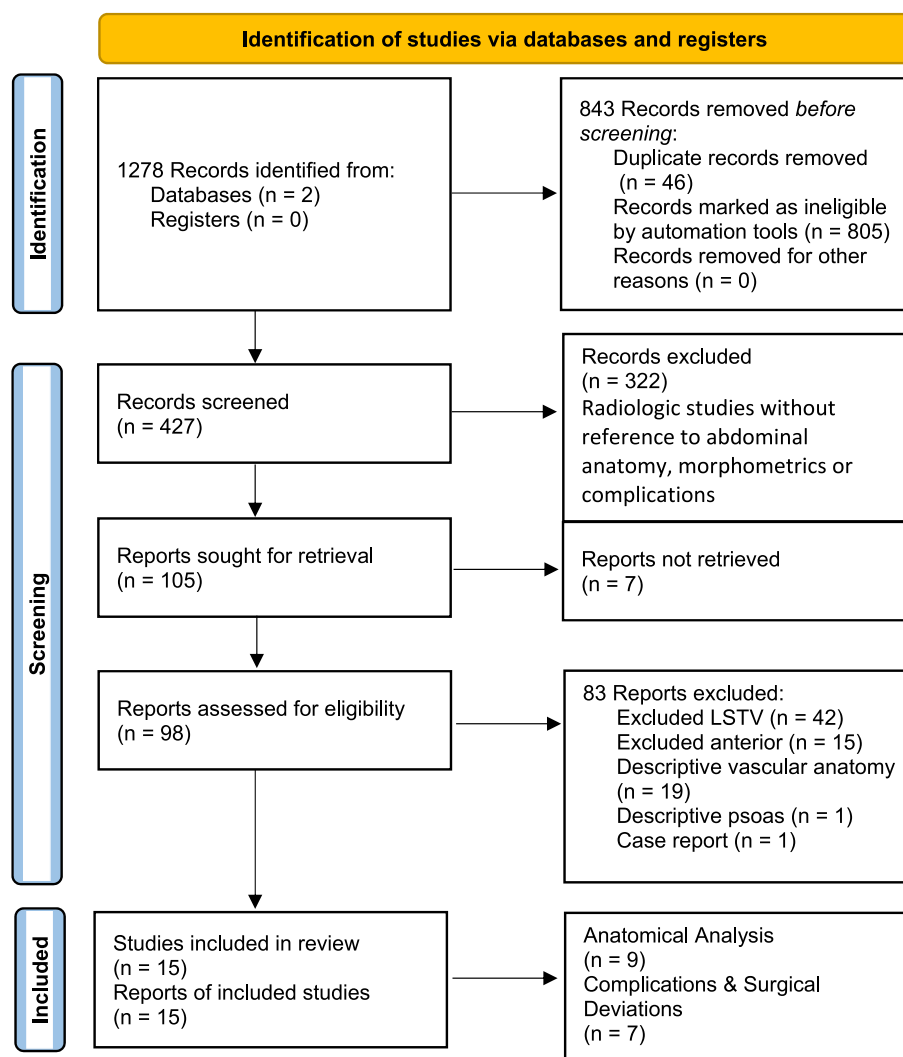 Identification of studies via databases and registers
Identification
1278 Records identified from:
Databases (n = 2)
Registers (n = 0)
843 Records removed before
screening:
Duplicate records removed
(n = 46)
Records marked as ineligible
by automation tools (n = 805)
Records removed for other
reasons (n = 0)
Screening
Records screened
(n = 427)
Records excluded
(n = 322)
Radiologic studies without
reference to abdominal
anatomy, morphometrics or
complications
Reports sought for retrieval
(n = 105)
Reports not retrieved
(n = 7)
Reports assessed for eligibility
(n = 98)
83 Reports excluded:
Excluded LSTV (n = 42)
Excluded anterior (n = 15)
Descriptive vascular anatomy
(n = 19)
Descriptive psoas (n = 1)
Case report (n = 1)
Included
Studies included in review
(n = 15)
Reports of included studies
(n = 15)
Anatomical Analysis
(n = 9)
Complications & Surgical
Deviations
(n = 7)